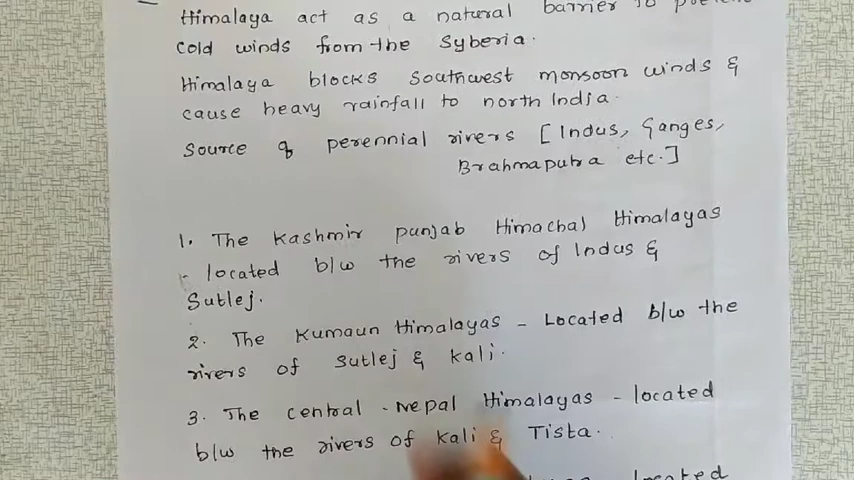 Himalaya act as a natural barrier to
cold winds from the Syberia.
Himalaya blocks Southwest monsoon winds &
cause heavy rainfall to north India.
Source of perennial rivers [Indus, Ganges,
Brahmaputra etc.]
1. The Kashmir punjab Himachal Himalayas
- located b/w the rivers of Indus &
Sutlej.
2. The Kumaun Himalayas - Located b/w the
rivers of Sutlej & Kali.
3. The central - Nepal Himalayas - located
b/w the rivers of Kali & Tista.
located